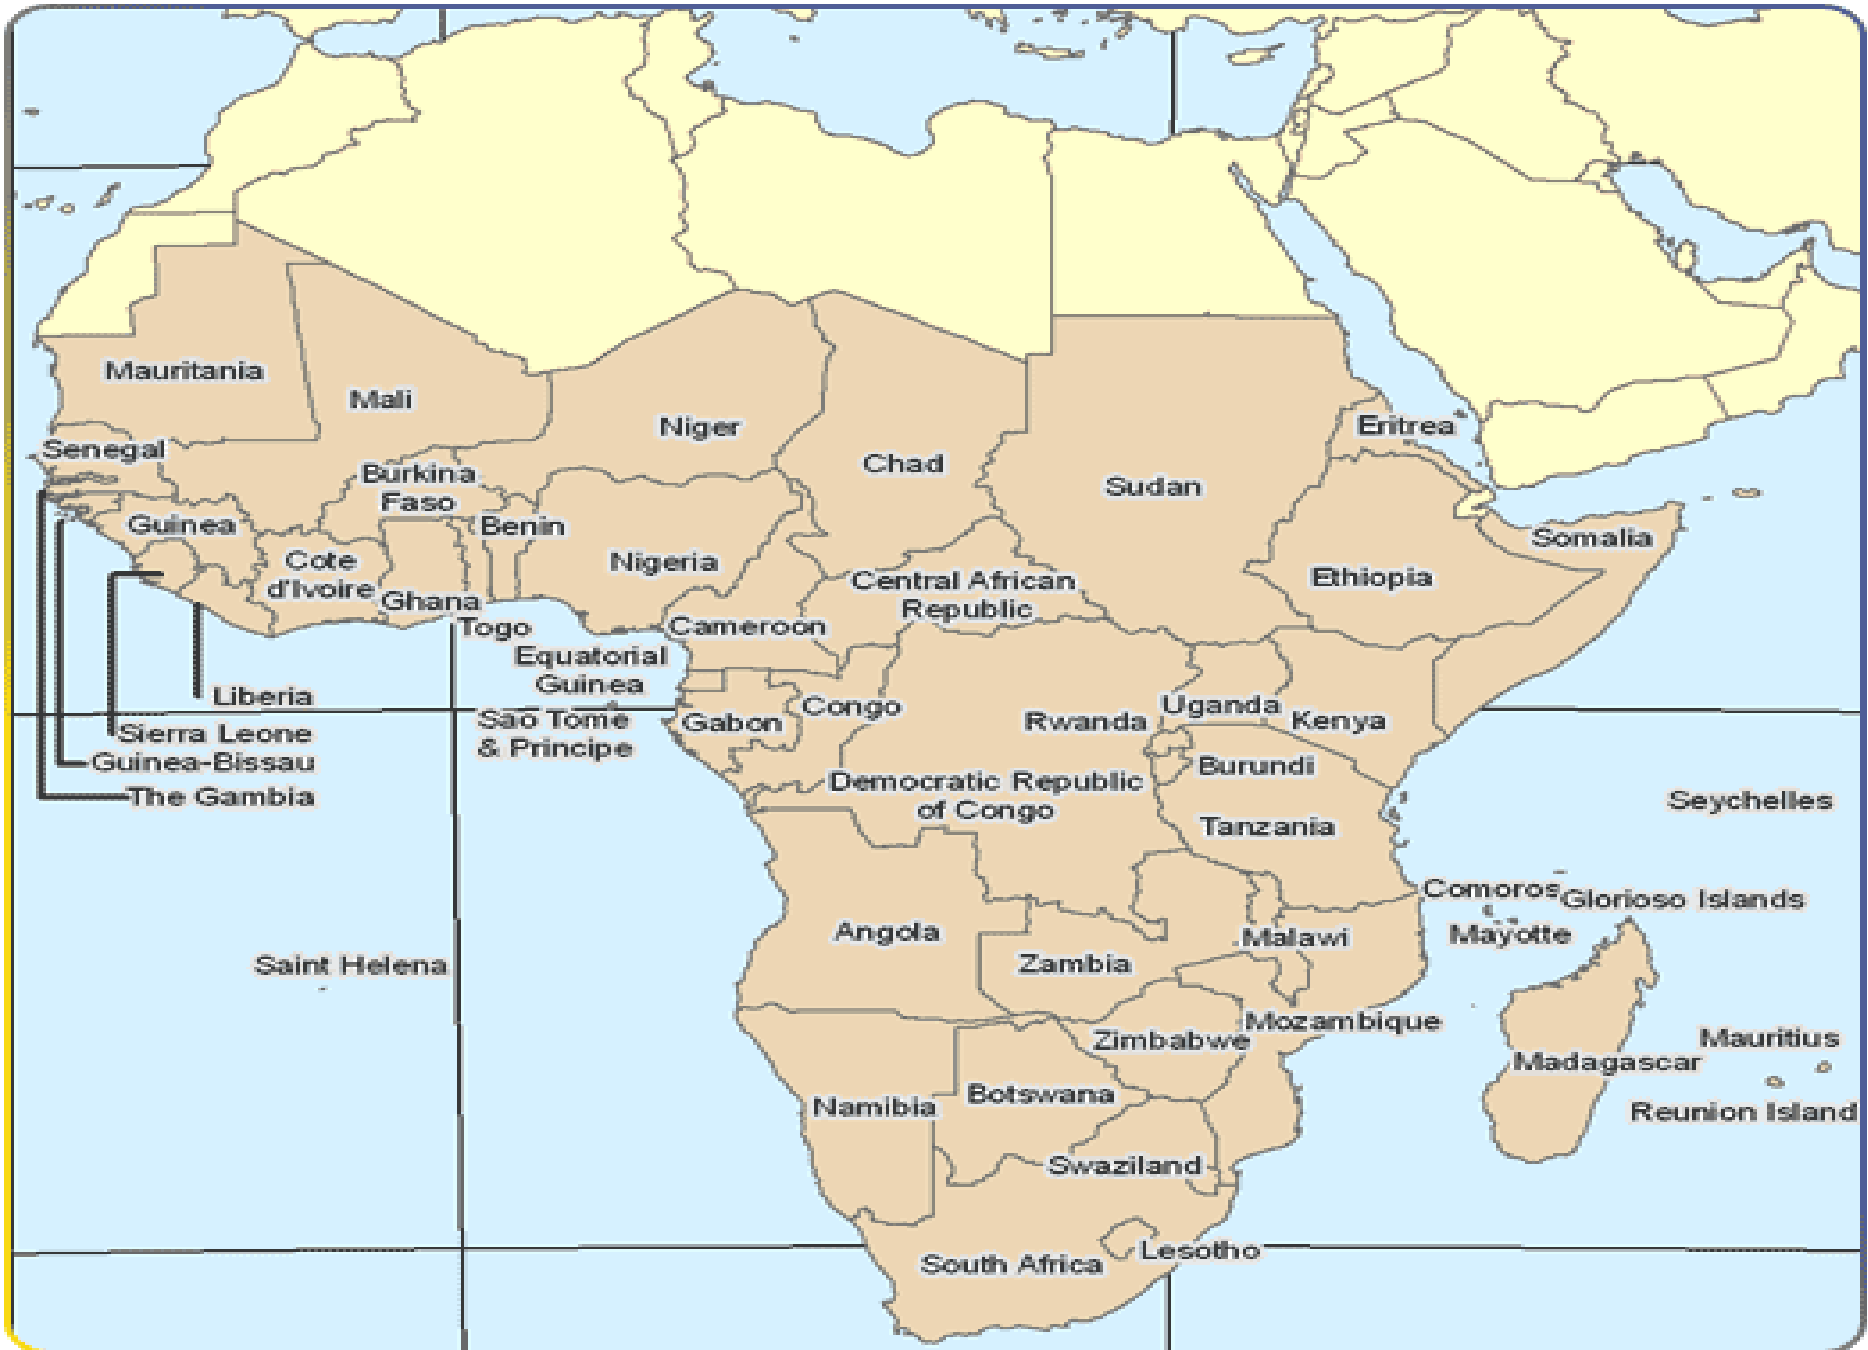 Mauritania
Mali
Niger
Chad
Sudan
Eritrea
Senegal
Burkina
Faso
Guinea
Benin
Cote
d'Ivoire
Ghana
Togo
Nigeria
Central African
Republic
Ethiopia
Somalia
Cameroon
Equatorial
Guinea
Sao Tome
& Principe
Gabon
Congo
Rwanda
Uganda
Kenya
Liberia
Sierra Leone
Guinea-Bissau
The Gambia
Burundi
Democratic Republic
of Congo
Tanzania
Seychelles
Comoros
Glorioso Islands
Mayotte
Angola
Zambia
Malawi
Saint Helena
Mozambique
Zimbabwe
Mauritius
Madagascar
Reunion Island
Namibia
Botswana
Swaziland
South Africa
Lesotho